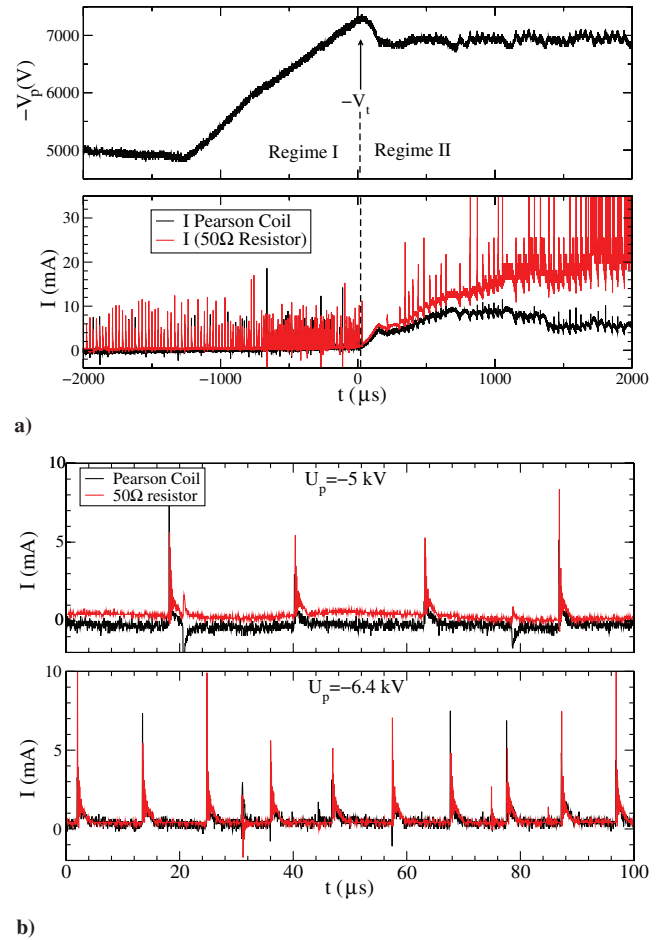 7000
6000
5000
−V_p(V)
−V_t
Regime I
Regime II
I Pearson Coil
I (50Ω Resistor)
30
20
10
0
I (mA)
−2000
−1000
0
1000
2000
t (μs)
a)
10
5
0
I (mA)
Pearson Coil
50Ω resistor
U_p=−5 kV
10
5
0
I (mA)
U_p=−6.4 kV
0
20
40
60
80
100
t (μs)
b)